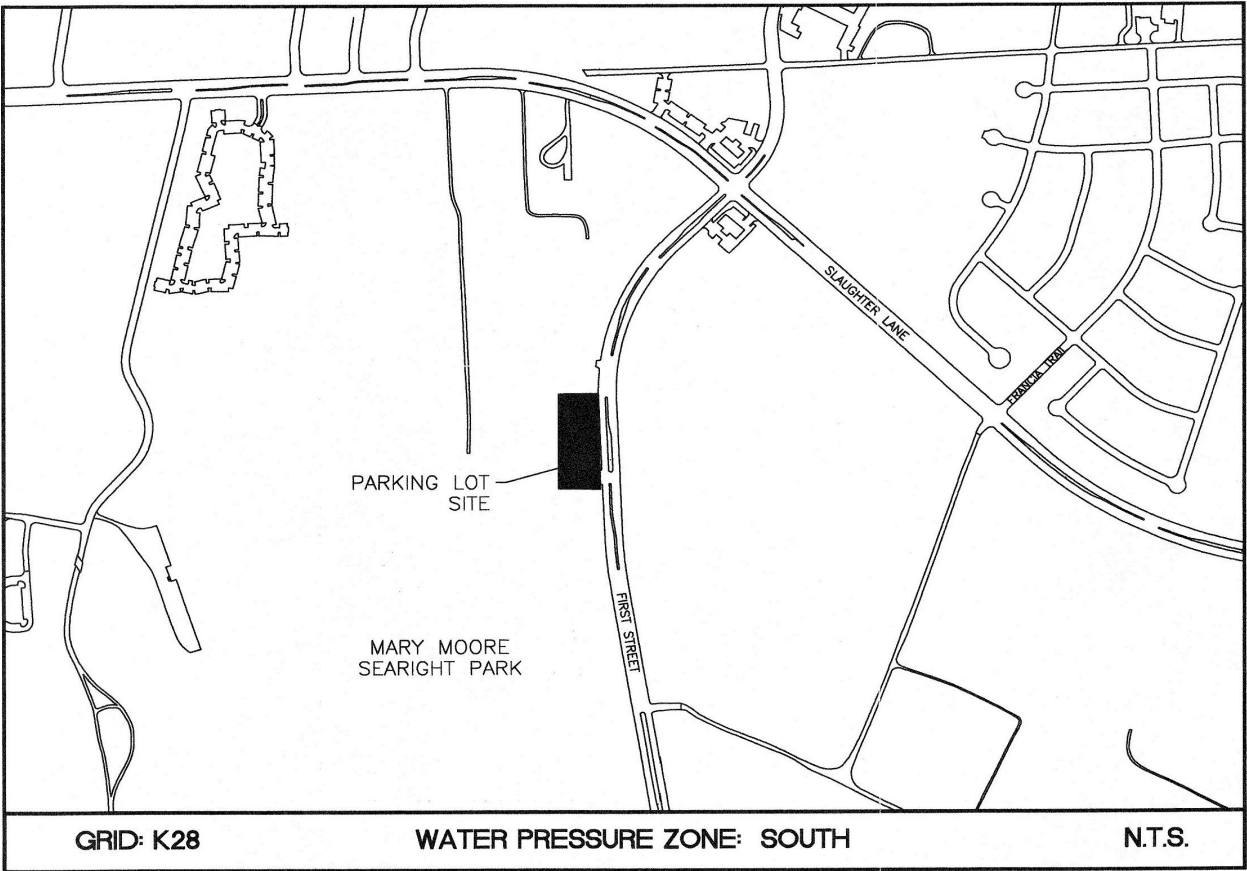 SLAUGHTER LANE
FRANCIA TRAIL
PARKING LOT
SITE
FIRST STREET
MARY MOORE
SEARIGHT PARK
GRID: K28 WATER PRESSURE ZONE: SOUTH N.T.S.